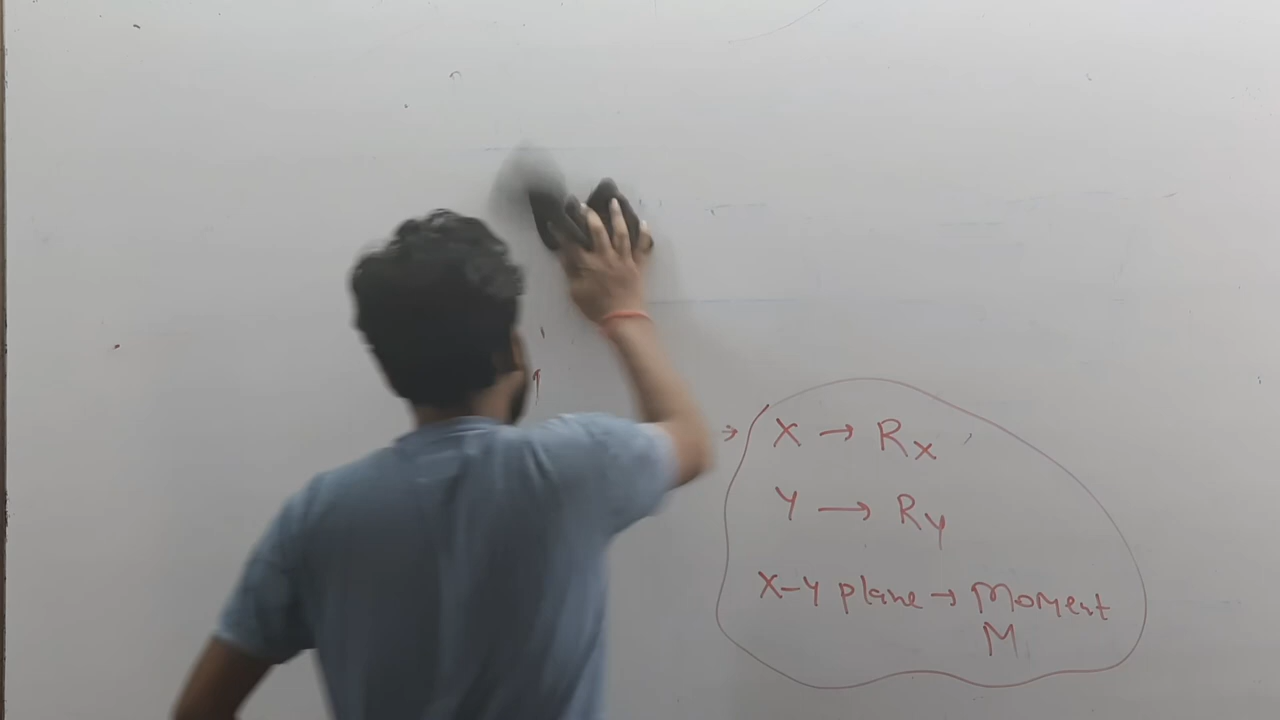 → X → Rx
Y → Ry
X-Y plane → Moment
M